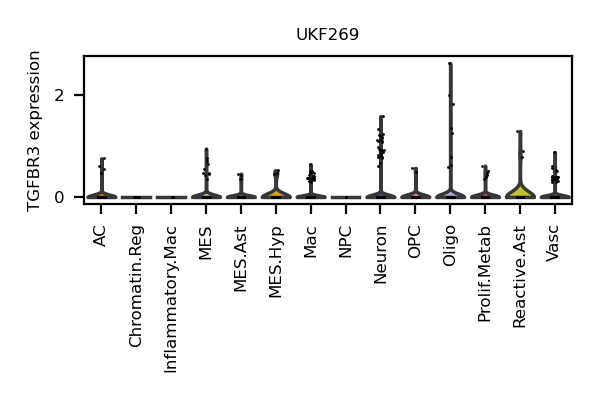 UKF269
TGFBR3 expression
2
0
AC
Chromatin.Reg
Inflammatory.Mac
MES
MES.Ast
MES.Hyp
Mac
NPC
Neuron
OPC
Oligo
Prolif.Metab
Reactive.Ast
Vasc